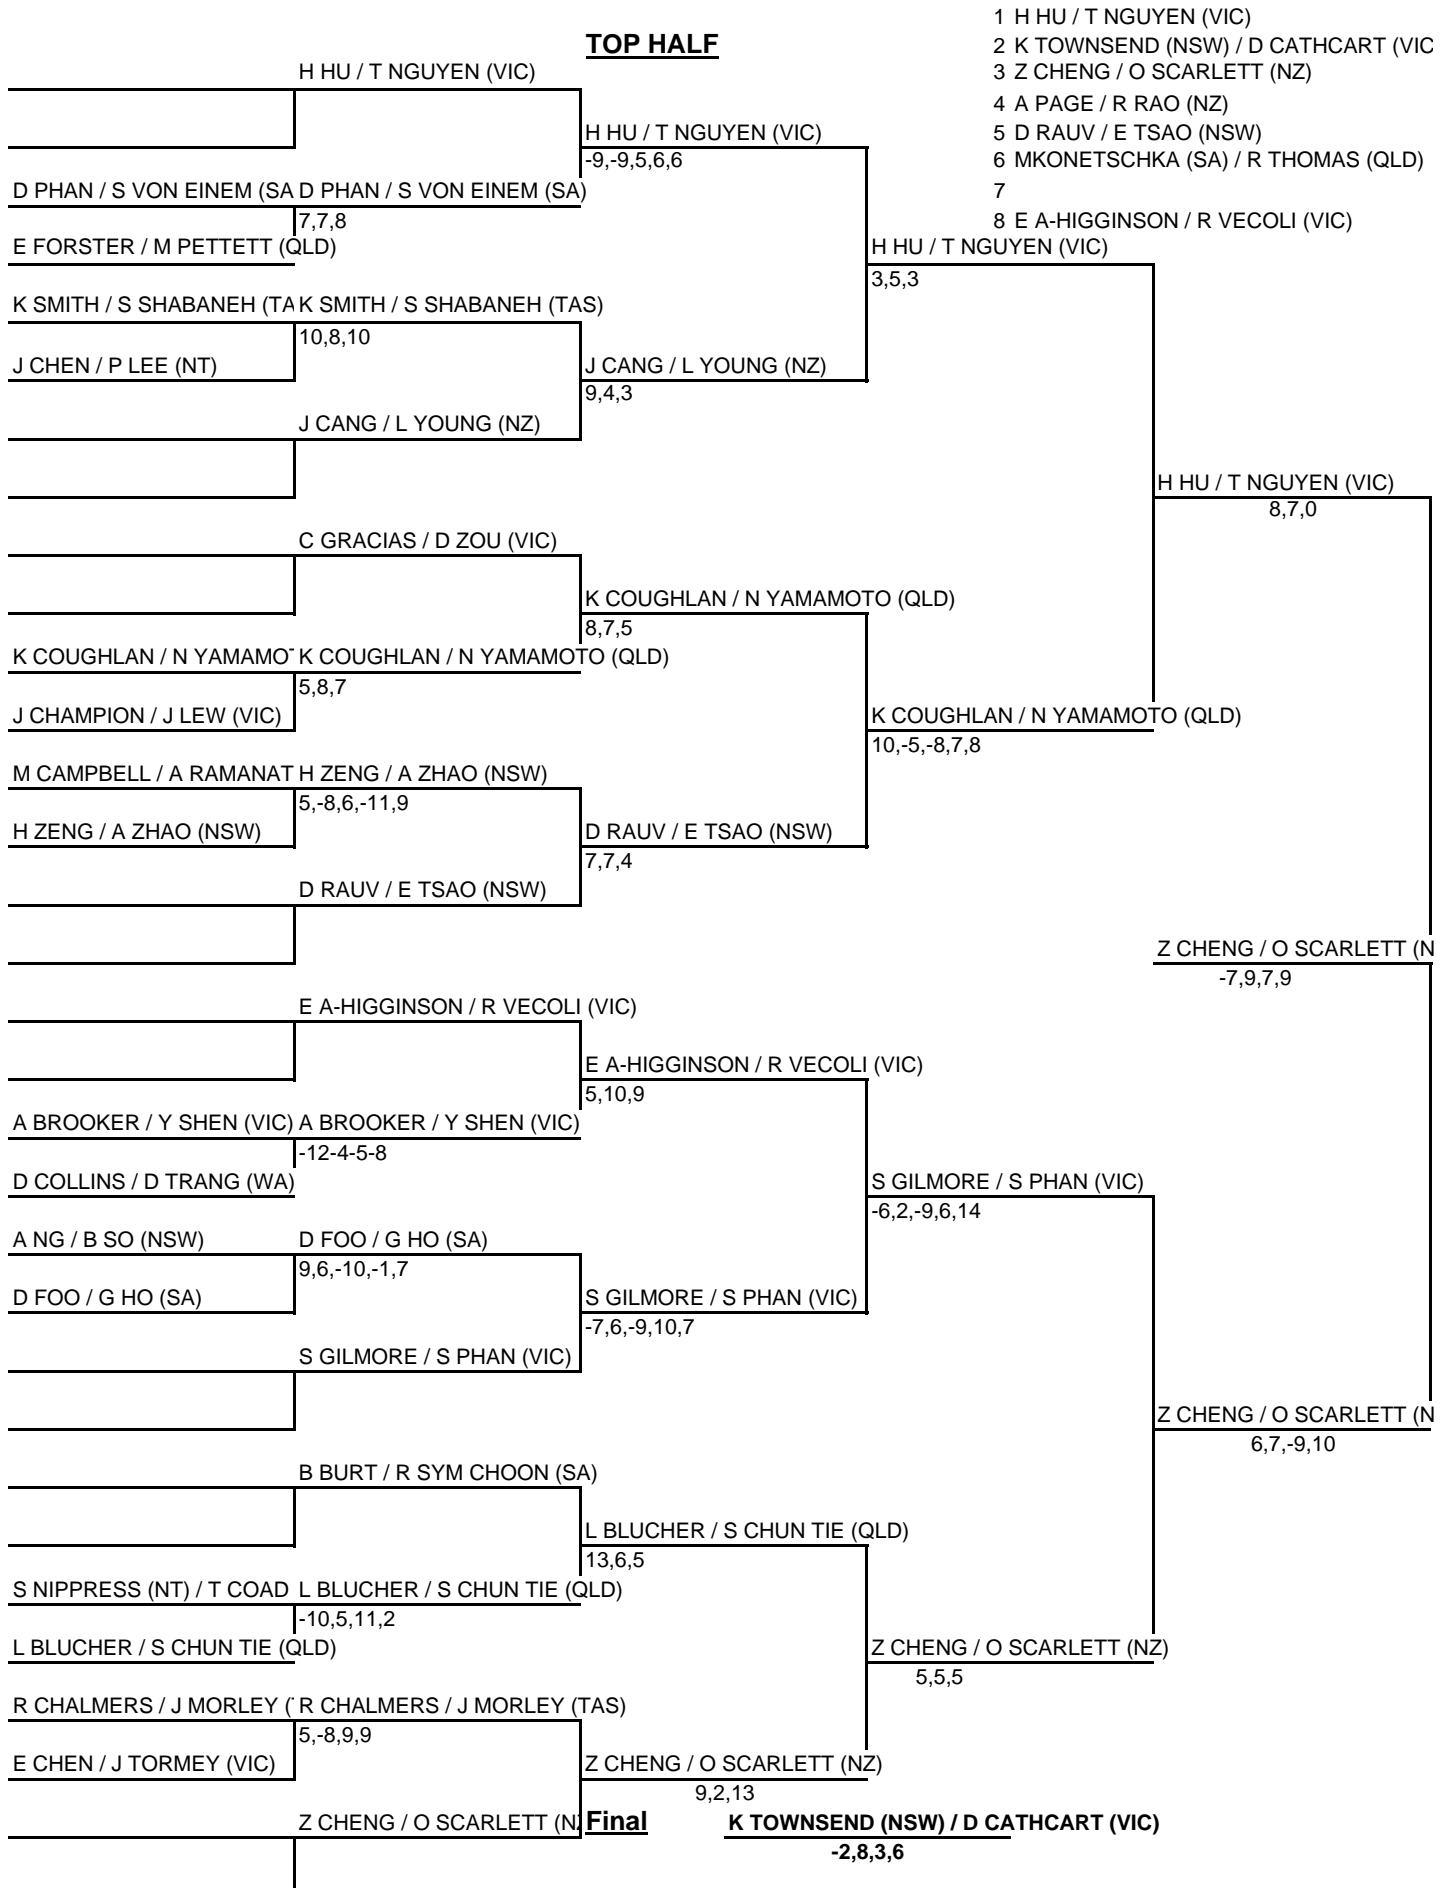 1 H HU / T NGUYEN (VIC)
TOP HALF
2 K TOWNSEND (NSW) / D CATHCART (VIC
H HU / T NGUYEN (VIC)
3 Z CHENG / O SCARLETT (NZ)
4 A PAGE / R RAO (NZ)
H HU / T NGUYEN (VIC)
5 D RAUV / E TSAO (NSW)
-9,-9,5,6,6
6 MKONETSCHKA (SA) / R THOMAS (QLD)
D PHAN / S VON EINEM (SA D PHAN / S VON EINEM (SA)
7
7,7,8
8 E A-HIGGINSON / R VECOLI (VIC)
E FORSTER / M PETTETT (QLD)
H HU / T NGUYEN (VIC)
3,5,3
K SMITH / S SHABANEH (TA K SMITH / S SHABANEH (TAS)
10,8,10
J CHEN / P LEE (NT)
J CANG / L YOUNG (NZ)
9,4,3
J CANG / L YOUNG (NZ)
H HU / T NGUYEN (VIC)
8,7,0
C GRACIAS / D ZOU (VIC)
K COUGHLAN / N YAMAMOTO (QLD)
8,7,5
K COUGHLAN / N YAMAMOT K COUGHLAN / N YAMAMOTO (QLD)
5,8,7
J CHAMPION / J LEW (VIC)
K COUGHLAN / N YAMAMOTO (QLD)
10,-5,-8,7,8
M CAMPBELL / A RAMANAT H ZENG / A ZHAO (NSW)
5,-8,6,-11,9
H ZENG / A ZHAO (NSW)
D RAUV / E TSAO (NSW)
7,7,4
D RAUV / E TSAO (NSW)
Z CHENG / O SCARLETT (N
-7,9,7,9
E A-HIGGINSON / R VECOLI (VIC)
E A-HIGGINSON / R VECOLI (VIC)
5,10,9
A BROOKER / Y SHEN (VIC) A BROOKER / Y SHEN (VIC)
-12-4-5-8
D COLLINS / D TRANG (WA)
S GILMORE / S PHAN (VIC)
-6,2,-9,6,14
A NG / B SO (NSW)
D FOO / G HO (SA)
9,6,-10,-1,7
D FOO / G HO (SA)
S GILMORE / S PHAN (VIC)
-7,6,-9,10,7
S GILMORE / S PHAN (VIC)
Z CHENG / O SCARLETT (N
6,7,-9,10
B BURT / R SYM CHOON (SA)
L BLUCHER / S CHUN TIE (QLD)
13,6,5
S NIPPRESS (NT) / T COAD L BLUCHER / S CHUN TIE (QLD)
-10,5,11,2
L BLUCHER / S CHUN TIE (QLD)
Z CHENG / O SCARLETT (NZ)
5,5,5
R CHALMERS / J MORLEY ( R CHALMERS / J MORLEY (TAS)
5,-8,9,9
E CHEN / J TORMEY (VIC)
Z CHENG / O SCARLETT (NZ)
9,2,13
Z CHENG / O SCARLETT (NZ
Final
K TOWNSEND (NSW) / D CATHCART (VIC)
-2,8,3,6